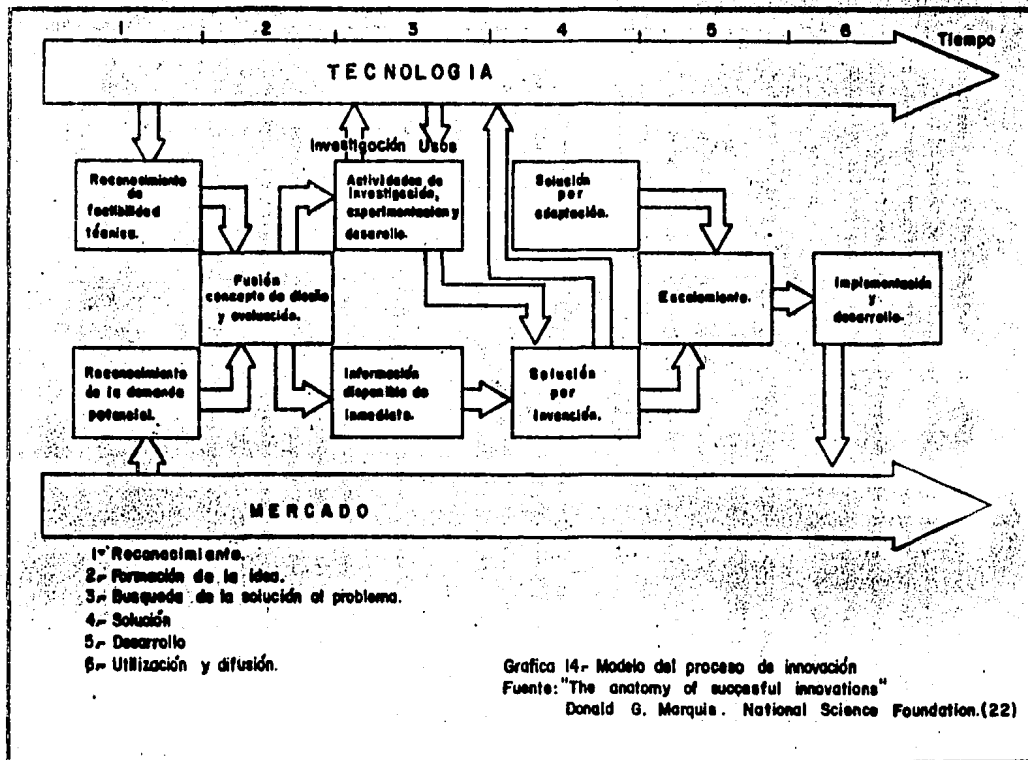 1 2 3 4 5 6
Tiempo
TECNOLOGIA
Investigación Usos
Reconocimiento
de
factibilidad
técnica.
Actividades de
investigación,
experimentacion y
desarrollo.
Solución
por
adaptación.
Fusión
concepto de diseño
y evaluación.
Escalamiento.
Implementación
y
desarrollo.
Reconocimiento
de la demanda
potencial.
Información
disponible de
inmediato.
Solución
por
invención.
MERCADO
1- Reconocimiento.
2.- Formación de la idea.
3.- Busqueda de la solución al problema.
4.- Solución
5.- Desarrollo
6.- Utilización y difusión.
Grafica 14.- Modelo del proceso de innovación
Fuente: "The anatomy of succesful innovations"
Donald G. Marquis. National Science Foundation.(22)